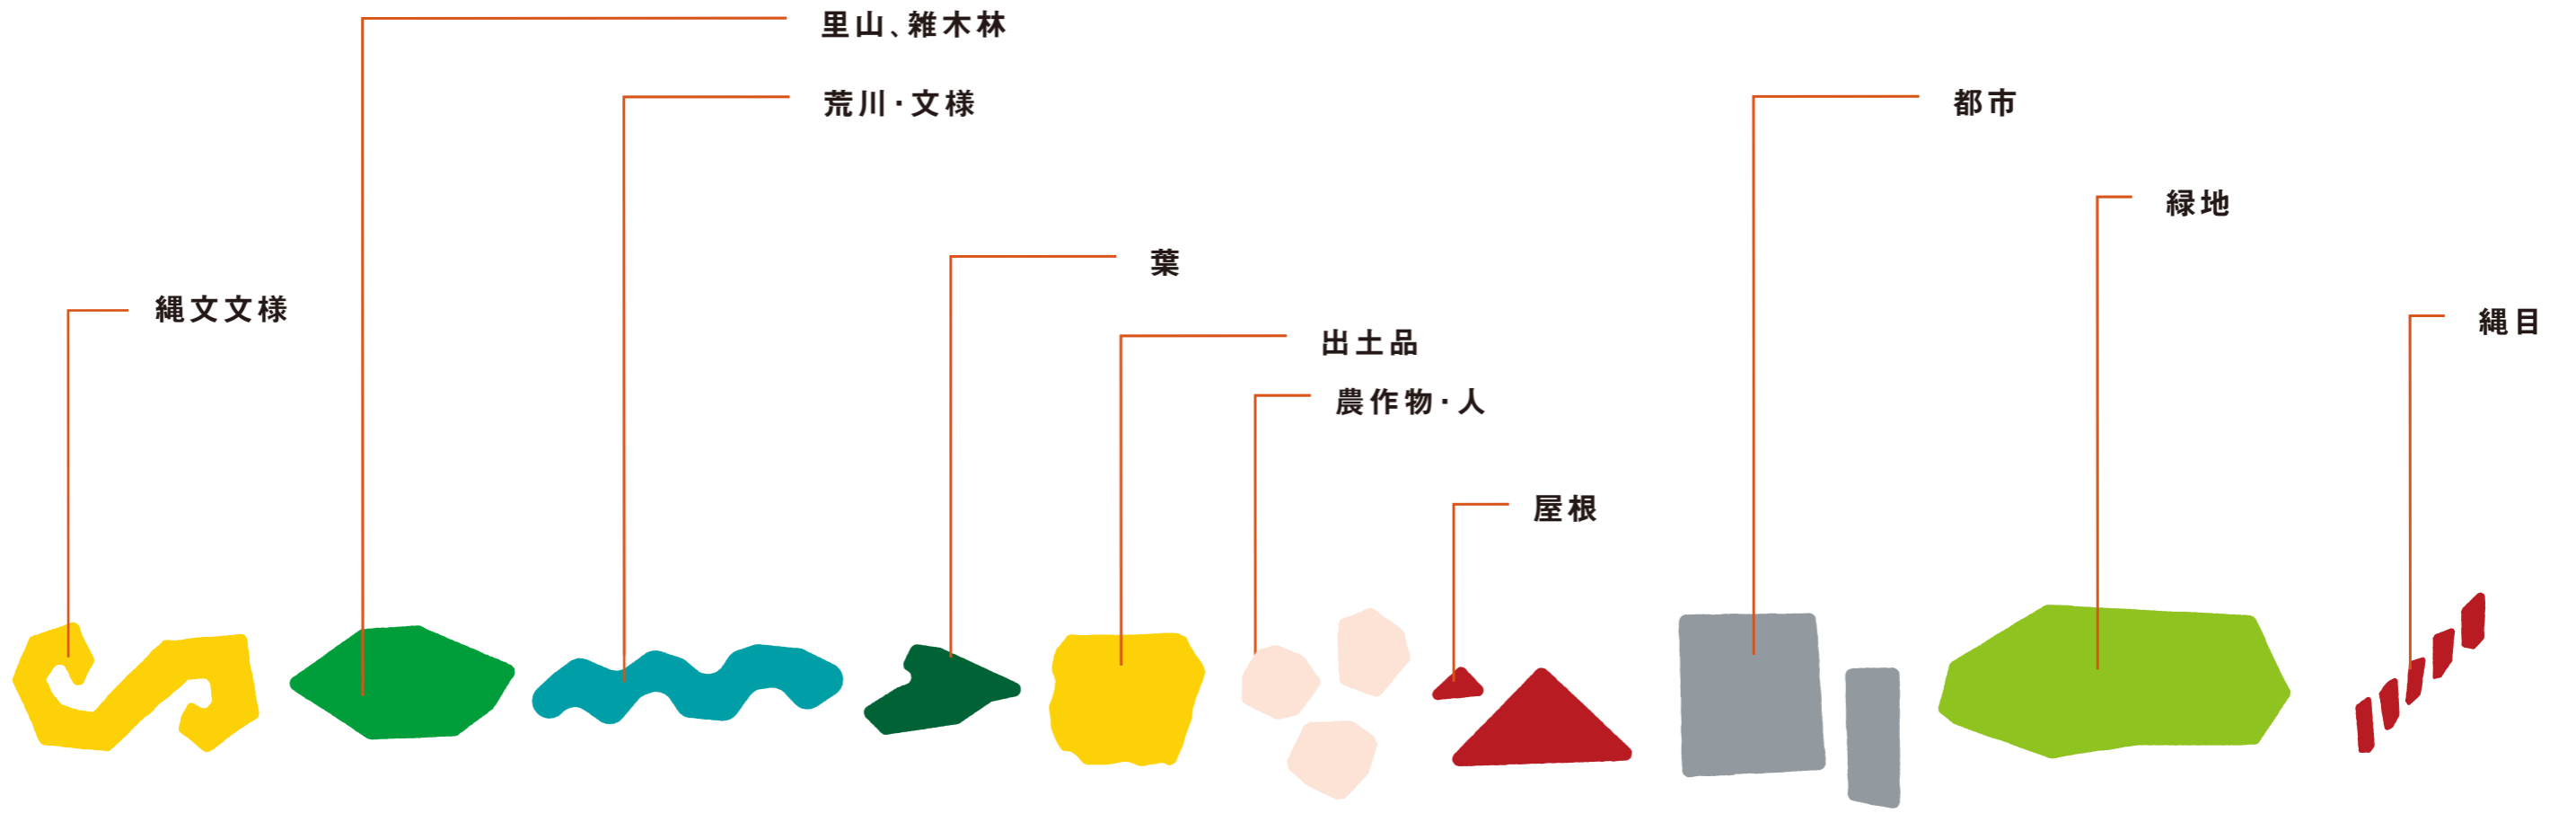 里山、雑木林
荒川・文様
都市
緑地
葉
縄文文様
縄目
出土品
農作物・人
屋根